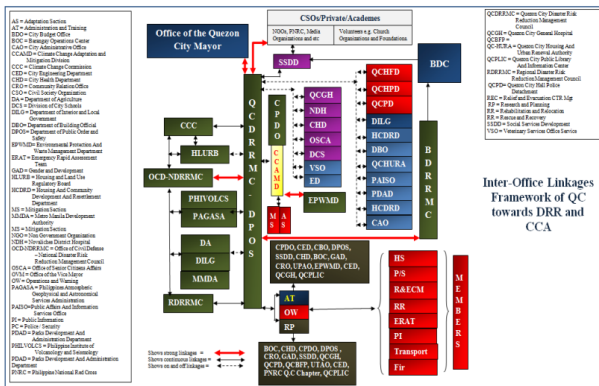 AS = Adaptation Section
AT = Administration and Training
BDO = City Budget Office
BOC = Barangay Operations Center
CAO = City Administrative Office
CCAMD = Climate Change Adaptation and
Mitigation Division
CCC = Climate Change Commission
CED = City Engineering Department
CHD = City Health Department
CRO = Community Relation Office
CSO = Civil Society Organization
DA = Department of Agriculture
DCS = Division of City Schools
DILG = Department of Interior and Local
Government
DBO = Department of Building Official
DPOS = Department of Public Order and
Safety
EPWMD = Environmental Protection And
Waste Management Department
ERAT = Emergency Rapid Assessment
Team
GAD = Gender and Development
HLURB = Housing and Land Use
Regulatory Board
HCDRD = Housing And Community
Development And Resettlement
Department
MS = Mitigation Section
MMDA = Metro Manila Development
Authority
MS = Mitigation Section
NGO = Non Government Organization
NDH = Novaliches District Hospital
OCD-NDRRMC = Office of Civil Defense
– National Disaster Risk
Reduction Management Council
OSCA = Office of Senior Citizens Affairs
OVM = Office of the Vice Mayor
OW = Operations and Warning
PAGASA = Philippine Atmospheric
Geophysical and Astronomical
Services Administration
PAISO = Public Affairs And Information
Services Office
PI = Public Information
PC = Police / Security
PDAD = Parks Development And
Administration Department
PHILVOLCS = Philippine Institute of
Volcanology and Seismology
PDAD = Parks Development And Administration
Department
PNRC = Philippine National Red Cross
Office of the Quezon
City Mayor
CSOs/Private/Academes
NGOs, PNRC, Media
Organizations and etc
Volunteers e.g. Church
Organizations and Foundations
SSDD
BDC
QCDRRMC - DPOS
CPDO
CCAMD
MS
AS
QCGH
NDH
CHD
OSCA
DCS
VSO
ED
EPWMD
QCHFD
QCHPD
QCPD
DILG
HCDRD
DBO
QCHURA
PAISO
PDAD
HCDRD
CAO
BDRRMC
CCC
HLURB
OCD-NDRRMC
PHIVOLCS
PAGASA
DA
DILG
MMDA
RDRRMC
CPDO, CED, CBO, DPOS,
SSDD, CHD, BOC, GAD,
CRO, UPAO, EPWMD, CED,
QCGH, QCPLIC
AT
OW
RP
BOC, CHD, CPDO, DPOS ,
CRO, GAD, SSDD, QCGH,
QCPD, QCBFP, UTAO, CED,
PNRC Q.C Chapter, QCPLIC
HS
P/S
R&ECM
RR
ERAT
PI
Transport
Fir
MEMBERS
Shows strong linkages =
Shows continuous linkages =
Shows on and off linkages =
QCDRRMC = Quezon City Disaster Risk
Reduction Management
Council
QCGH = Quezon City General Hospital
QCBFP =
QC-HURA = Quezon City Housing And
Urban Renewal Authority
QCPLIC = Quezon City Public Library
And Information Center
RDRRMC = Regional Disaster Risk
Reduction Management Council
QCPD = Quezon City Hall Police
Detachment
REC = Relief and Evacuation CTR Mgt
RP = Research and Planning
RR = Rehabilitation and Relocation
RR = Rescue and Recovery
SSDD = Social Services Development
VSO = Veterinary Services Office Service
Inter-Office Linkages
Framework of QC
towards DRR and
CCA